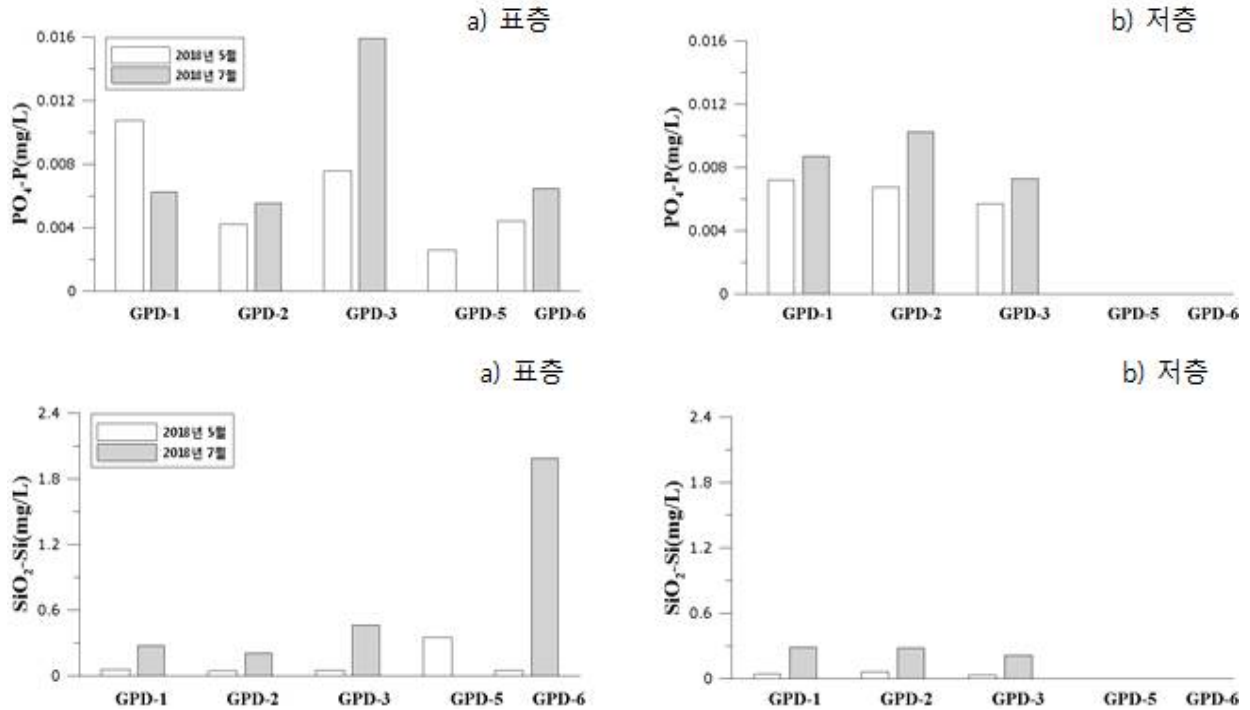 a) 표층
0.016
0.012
0.008
0.004
0
PO4-P(mg/L)
2018년 5월
2018년 7월
GPD-1 GPD-2 GPD-3 GPD-5 GPD-6
b) 저층
0.016
0.012
0.008
0.004
0
PO4-P(mg/L)
GPD-1 GPD-2 GPD-3 GPD-5 GPD-6
a) 표층
2.4
1.8
1.2
0.6
0
SiO2-Si(mg/L)
2018년 5월
2018년 7월
GPD-1 GPD-2 GPD-3 GPD-5 GPD-6
b) 저층
2.4
1.8
1.2
0.6
0
SiO2-Si(mg/L)
GPD-1 GPD-2 GPD-3 GPD-5 GPD-6